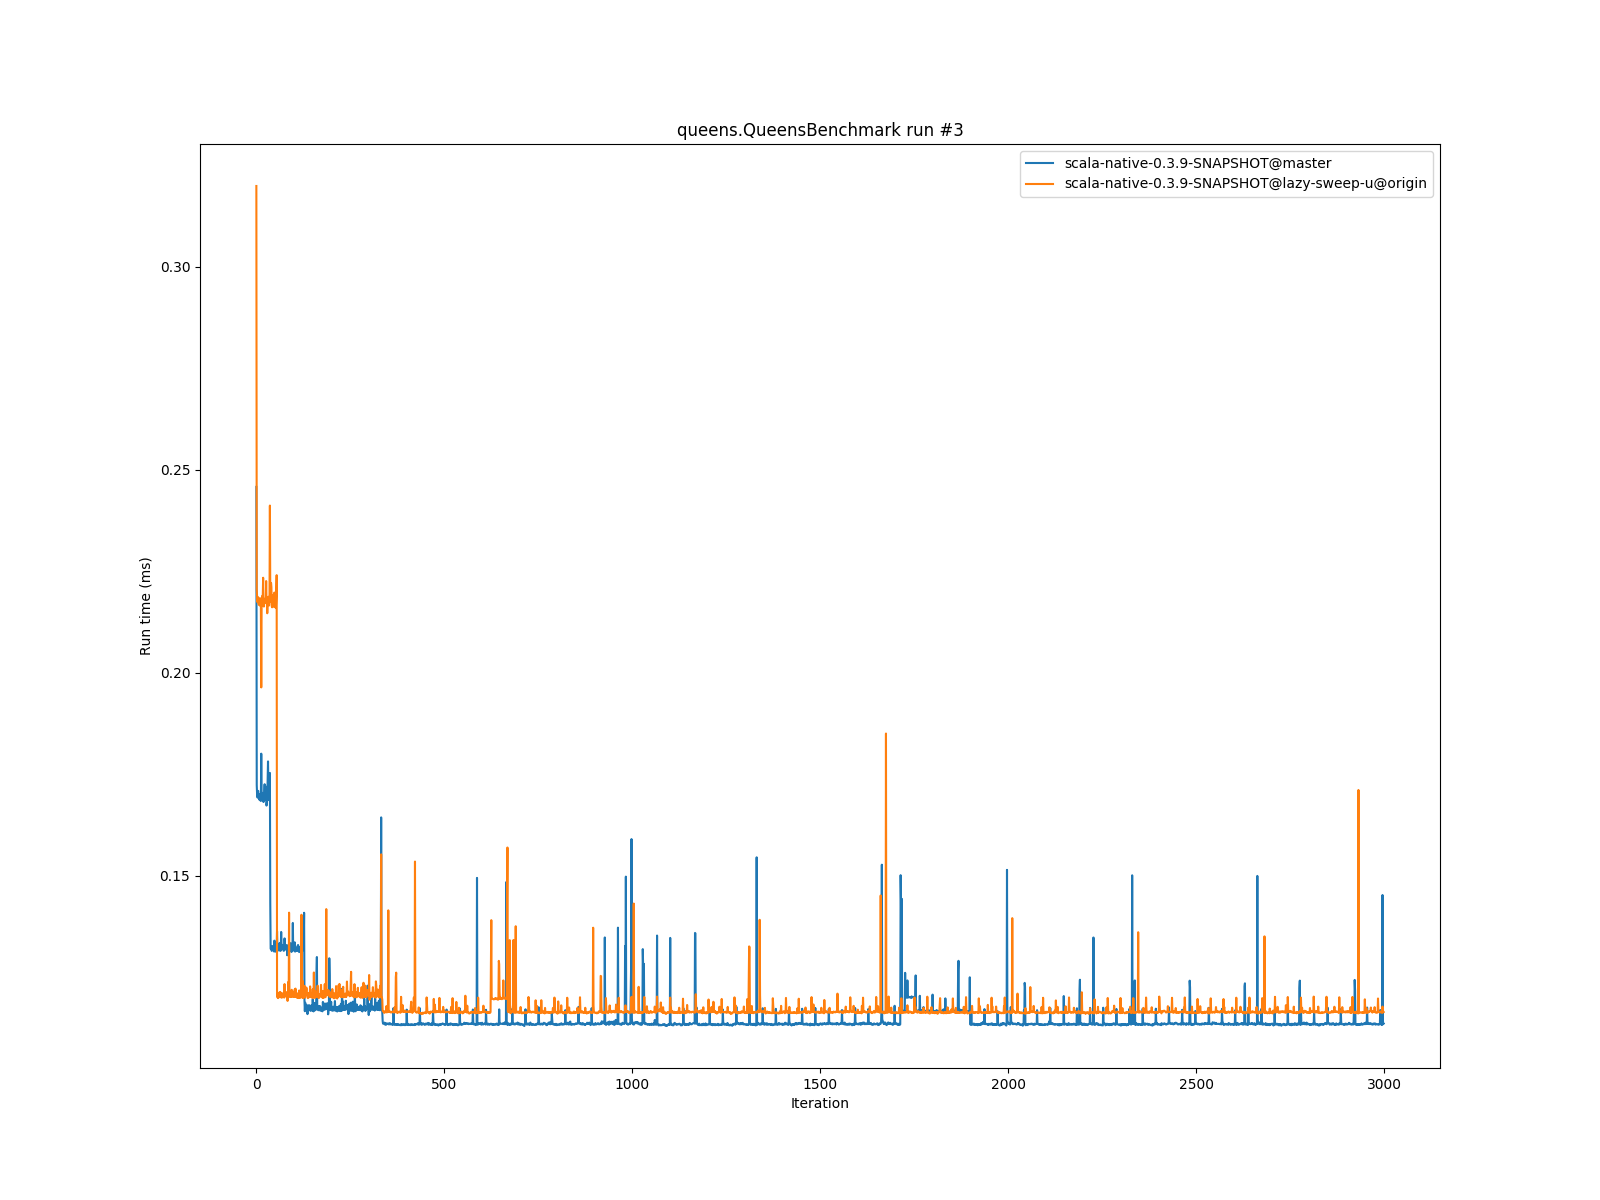 queens.QueensBenchmark run #3
scala-native-0.3.9-SNAPSHOT@master
scala-native-0.3.9-SNAPSHOT@lazy-sweep-u@origin
0.30
0.25
0.20
0.15
Run time (ms)
0 500 1000 1500 2000 2500 3000
Iteration